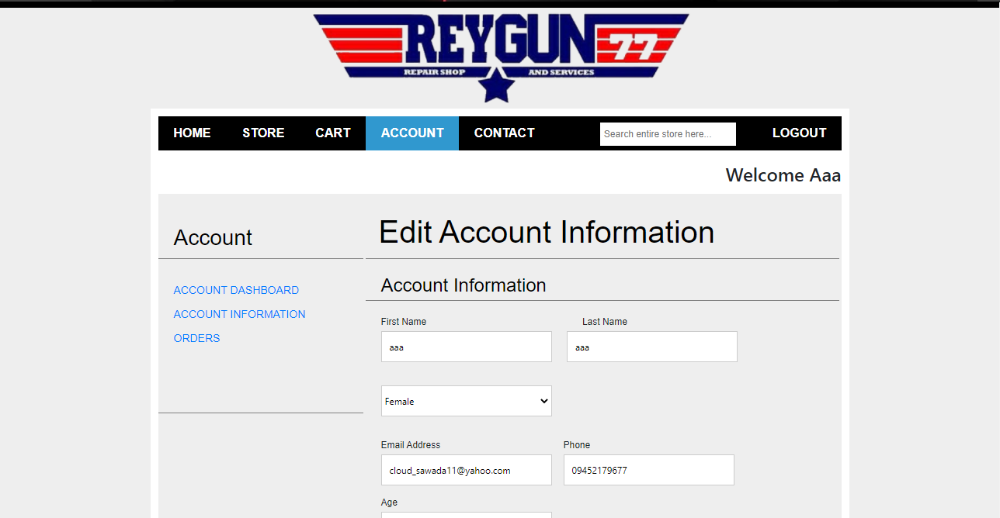 REYGUN 77
REPAIR SHOP AND SERVICES
HOME STORE CART ACCOUNT CONTACT Search entire store here... LOGOUT
Welcome Aaa
Account
ACCOUNT DASHBOARD
ACCOUNT INFORMATION
ORDERS
Edit Account Information
Account Information
First Name Last Name
aaa aaa
Female
Email Address Phone
cloud_sawada11@yahoo.com 09452179677
Age